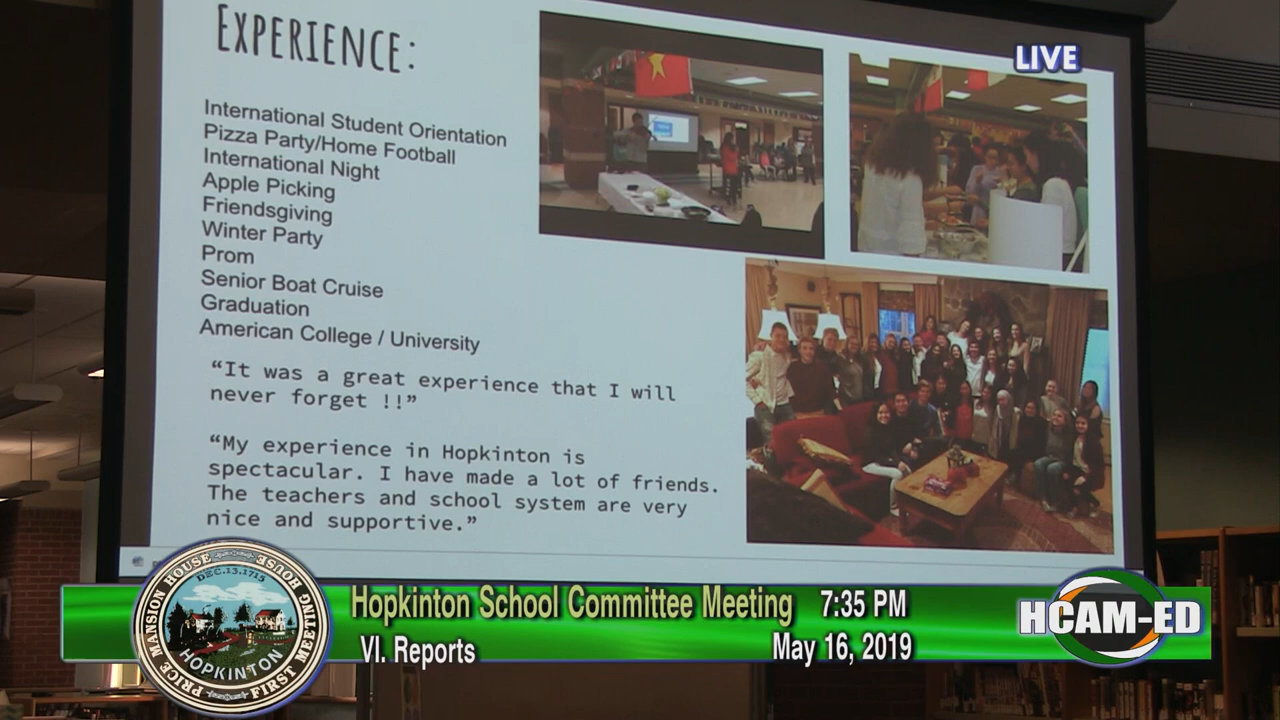 EXPERIENCE:
LIVE
International Student Orientation
Pizza Party/Home Football
International Night
Apple Picking
Friendsgiving
Winter Party
Prom
Senior Boat Cruise
Graduation
American College / University
“It was a great experience that I will
never forget !!”
“My experience in Hopkinton is
spectacular. I have made a lot of friends.
The teachers and school system are very
nice and supportive.”
PRICE MANSION HOUSE
HOUSE FIRST MEETING
DEC.13.1715
HOPKINTON
Hopkinton School Committee Meeting
7:35 PM
VI. Reports
May 16, 2019
HCAM-ED